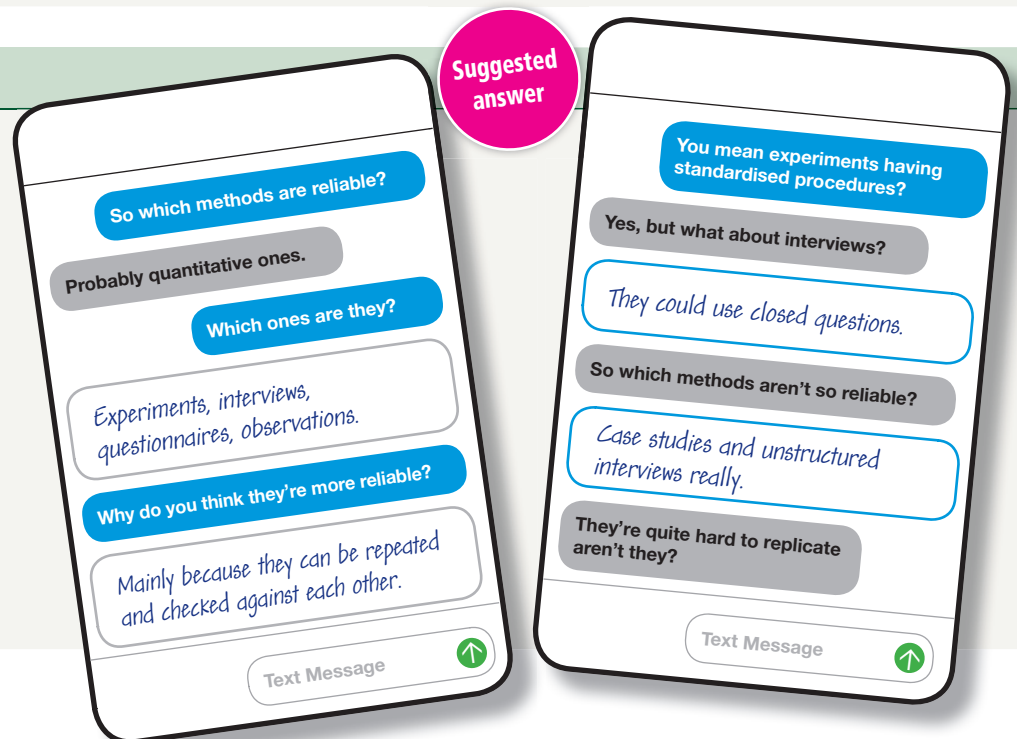 Suggested
answer
So which methods are reliable?
Probably quantitative ones.
Which ones are they?
Experiments, interviews,
questionnaires, observations.
Why do you think they're more reliable?
Mainly because they can be repeated
and checked against each other.
Text Message
You mean experiments having
standardised procedures?
Yes, but what about interviews?
They could use closed questions.
So which methods aren't so reliable?
Case studies and unstructured
interviews really.
They're quite hard to replicate
aren't they?
Text Message